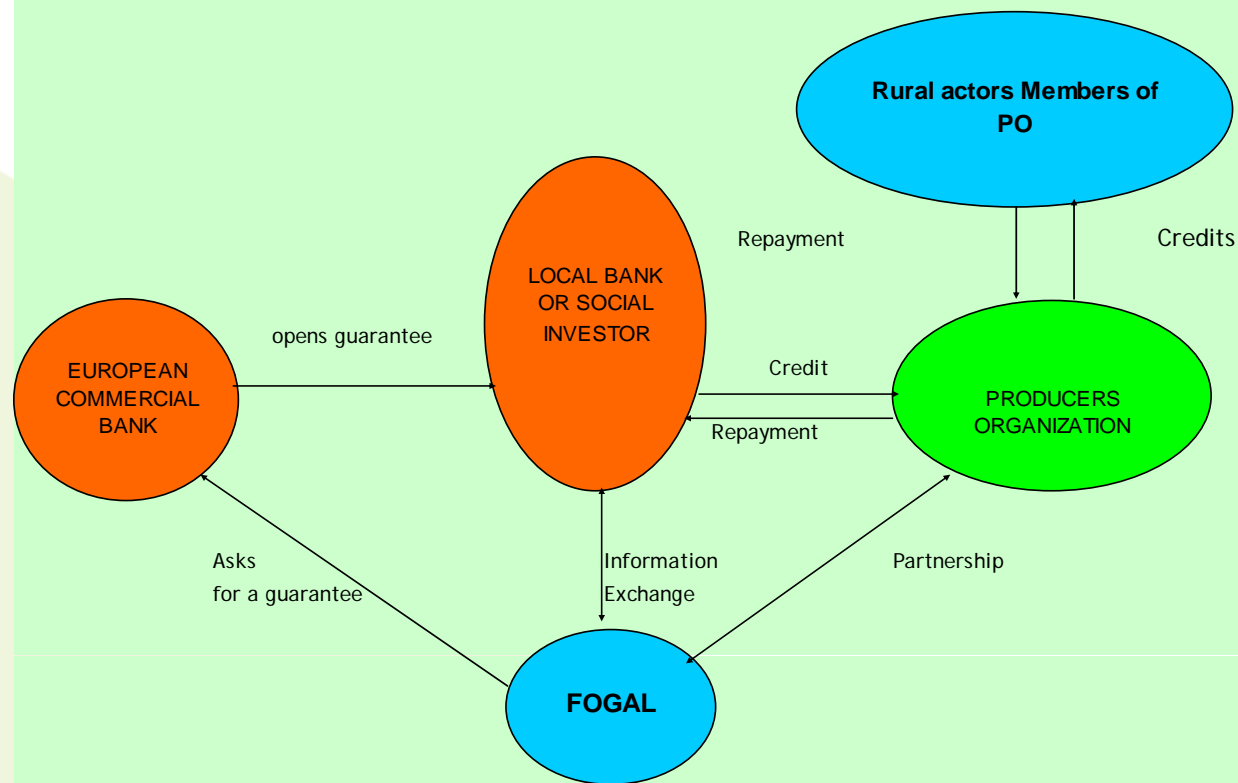 Rural actors Members of
PO
Repayment
Credits
LOCAL BANK
OR SOCIAL
INVESTOR
opens guarantee
EUROPEAN
COMMERCIAL
BANK
Credit
PRODUCERS
ORGANIZATION
Repayment
Asks
for a guarantee
Information
Exchange
Partnership
FOGAL